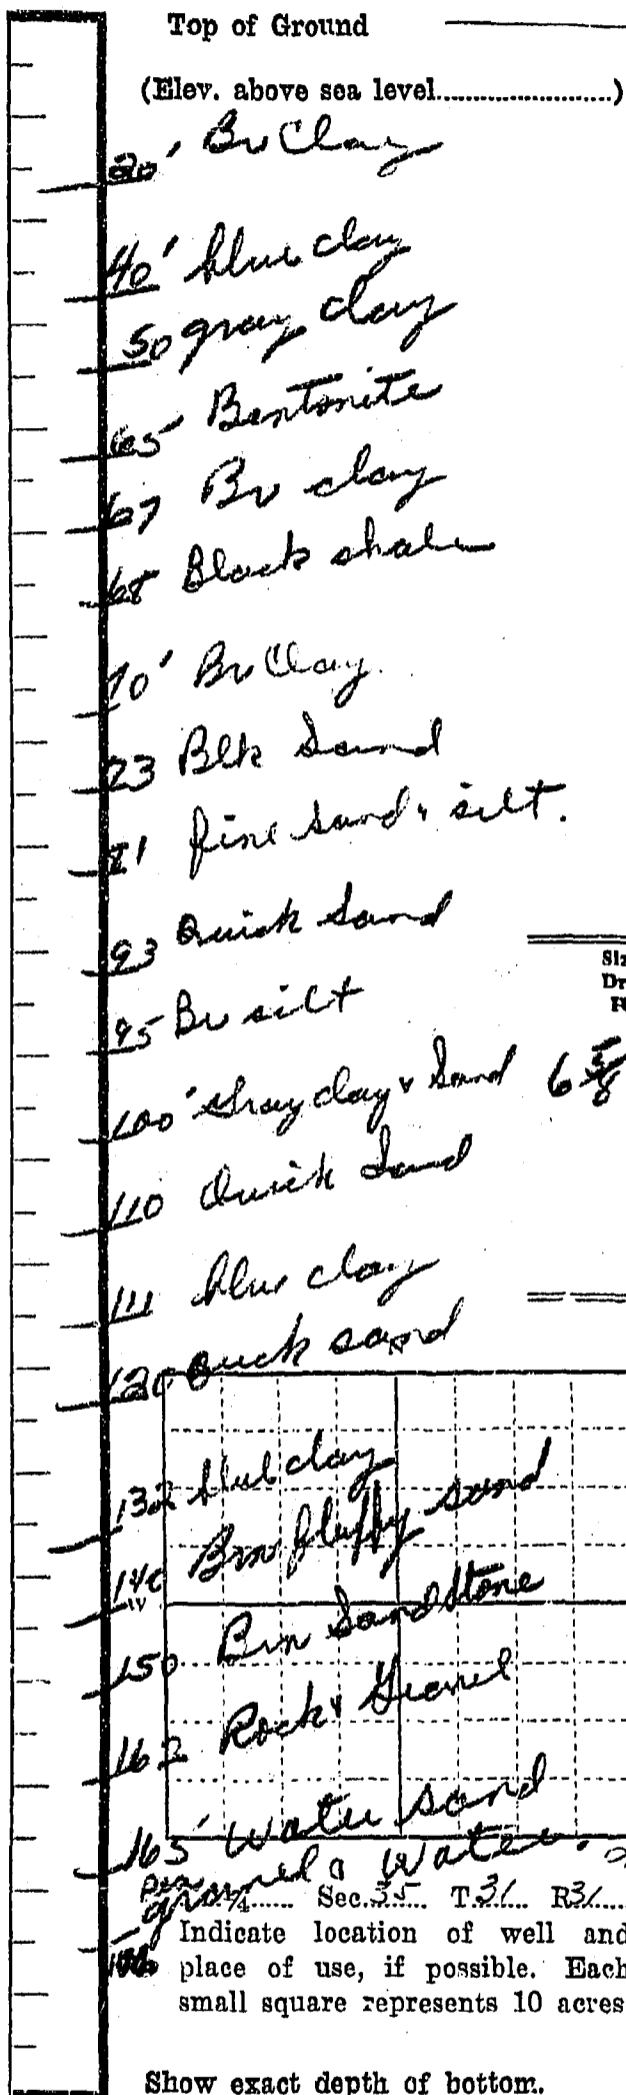 Top of Ground
(Elev. above sea level....................)
20' Br Clay
40' blue clay
50 gray clay
65' Bentonite
67 Br clay
68 Black shale
70' Br Clay
73 Blk Sand
81 fine sand & silt.
93 Quick Sand
95 Br silt
100' Gray clay & Sand 6 5/8
110 Quick Sand
111 blue clay
120 Quick sand
132 blue clay
140 Brn fluffy sand
150 Brn Sandstone
162 Rock & Gravel
165' Water sand
Pea gravel & Water.
1/4 Sec. 35 T. 31 R 31
Indicate location of well and
place of use, if possible. Each
small square represents 10 acres
Show exact depth of bottom.